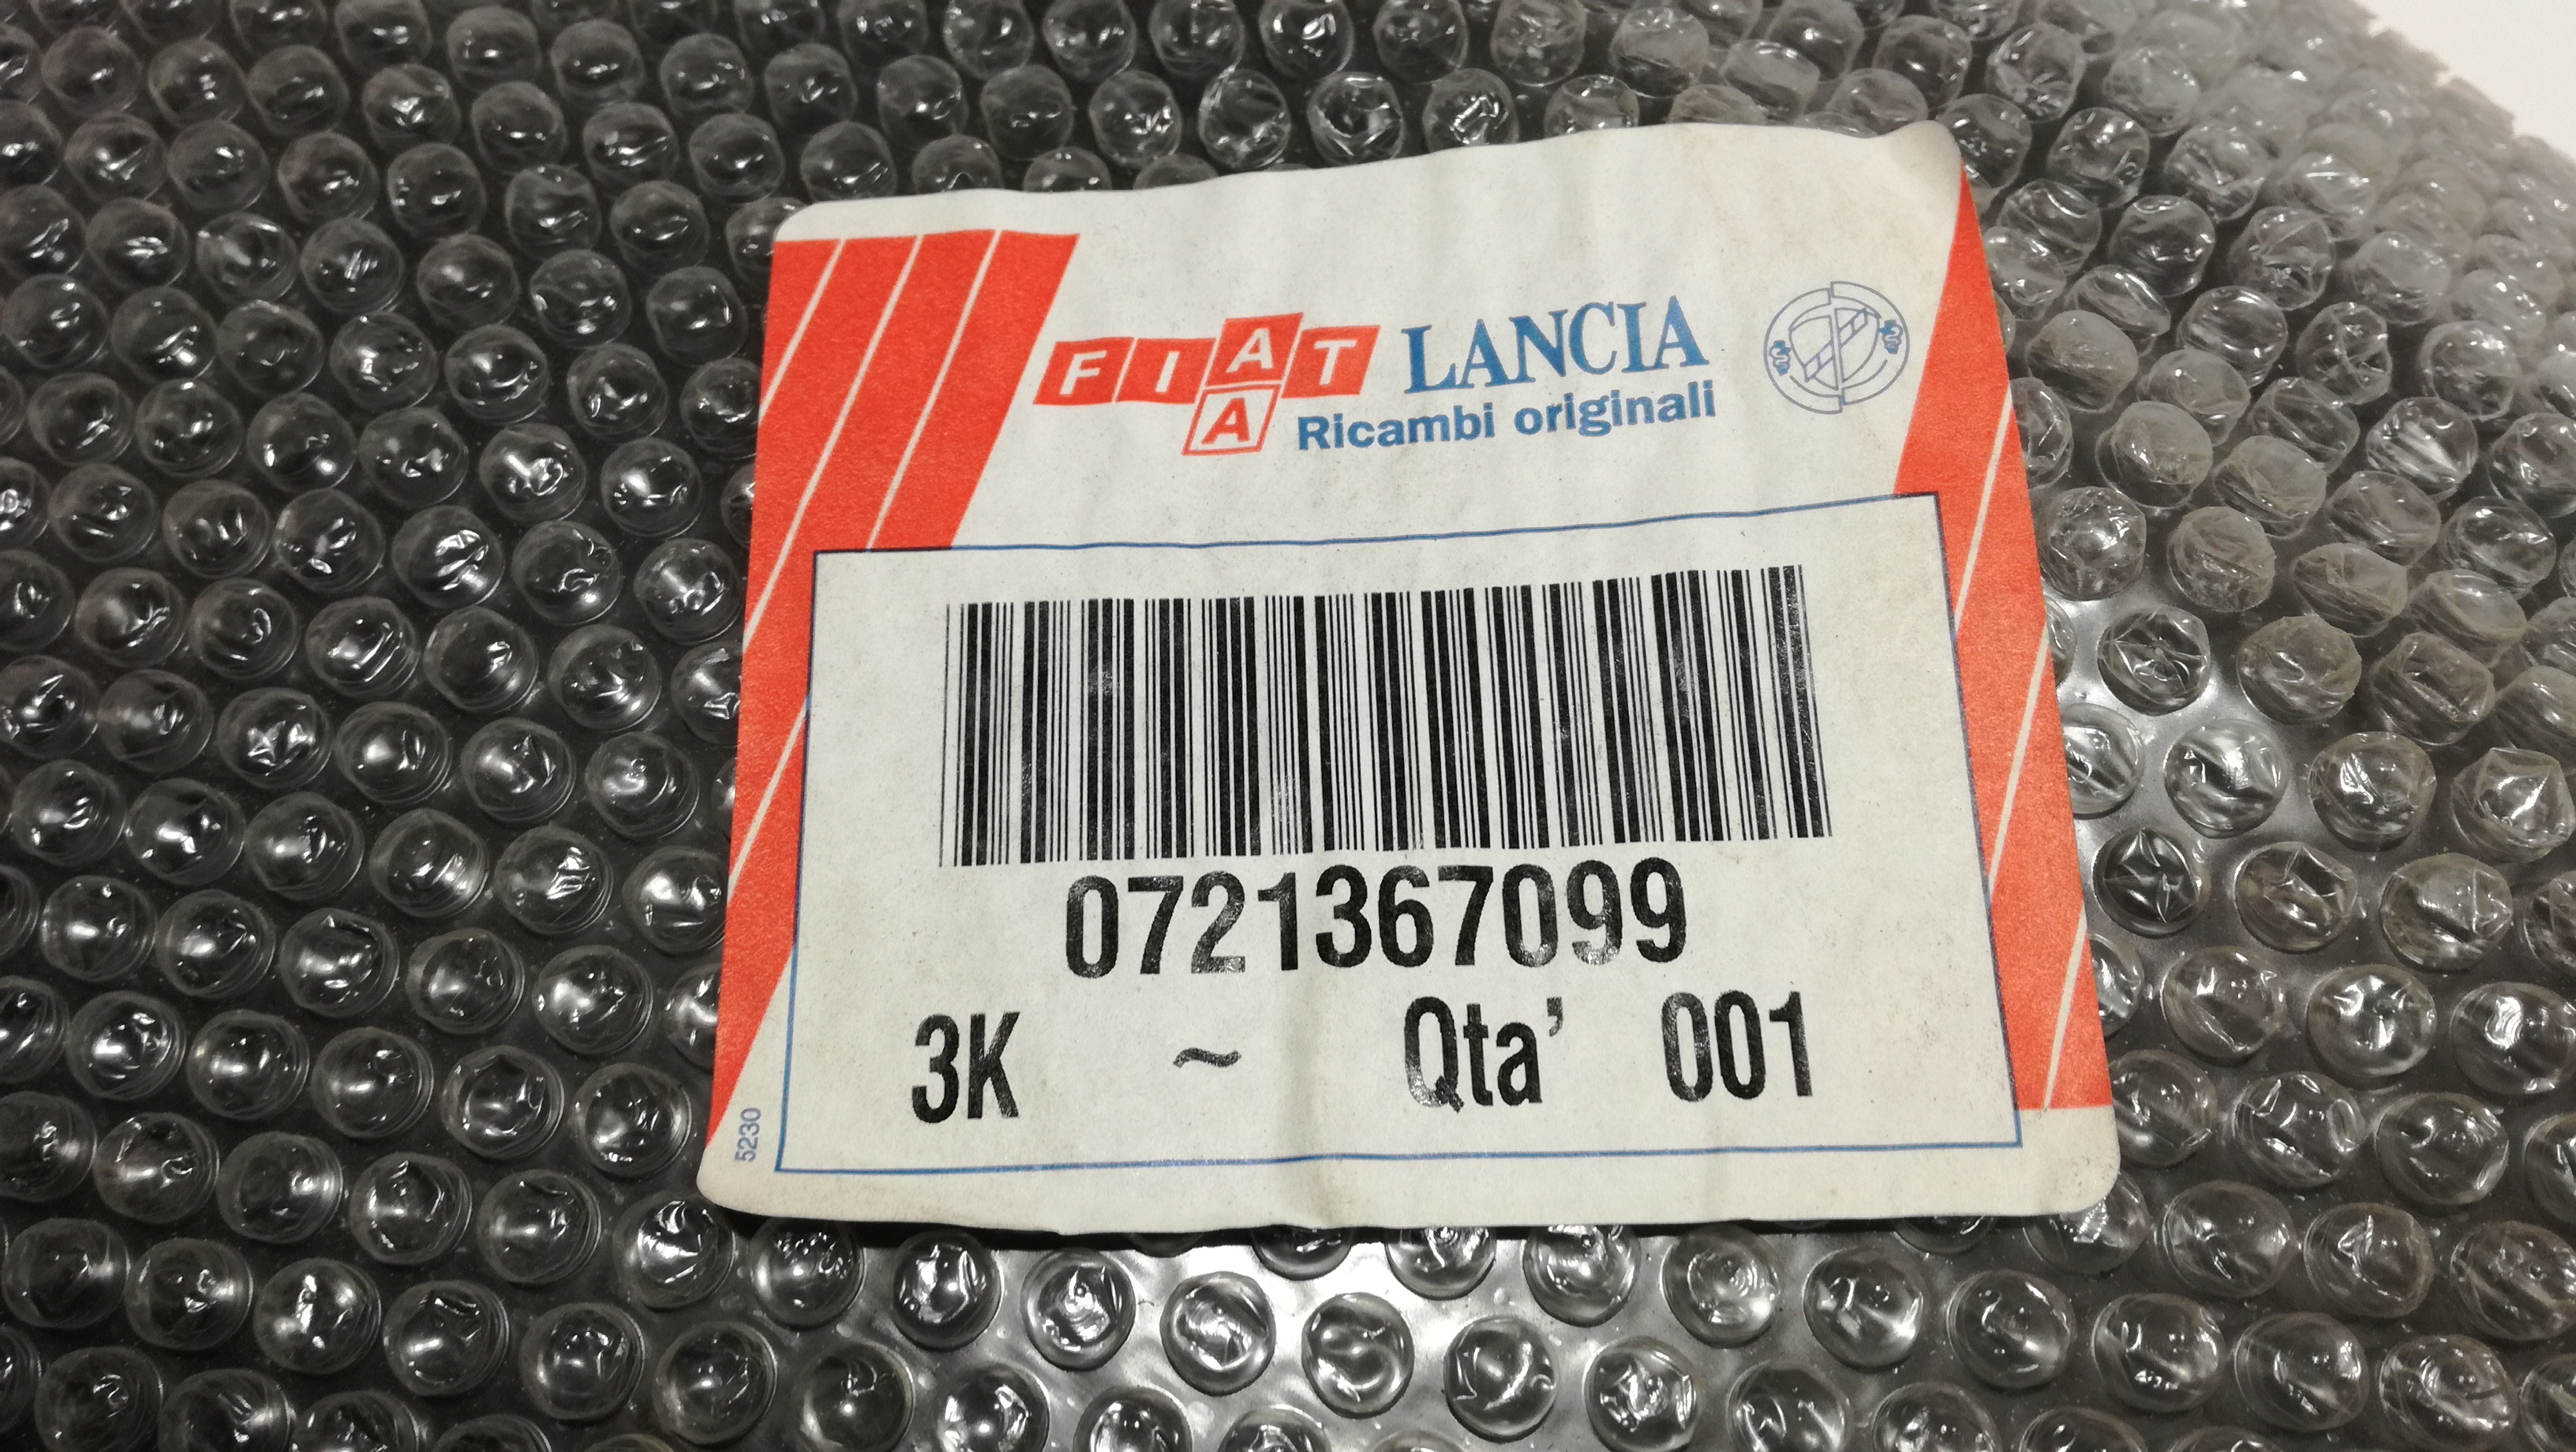 FIAT LANCIA
A Ricambi originali
0721367099
3K ~ Qta’ 001
5230